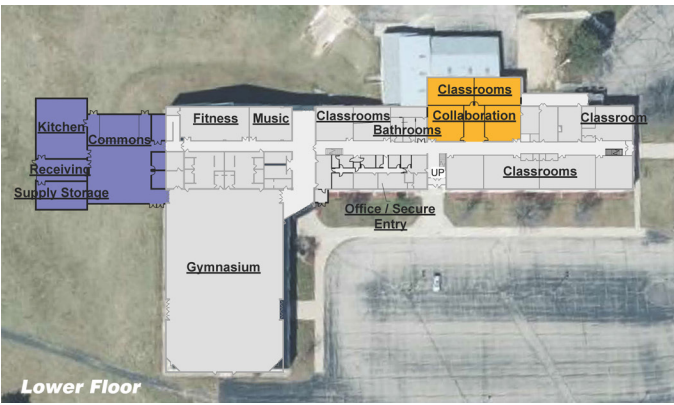 Classrooms
Fitness
Music
Classrooms
Collaboration
Classroom
Kitchen
Commons
Bathrooms
Receiving
UP
Classrooms
Supply Storage
Office / Secure
Entry
Gymnasium
Lower Floor